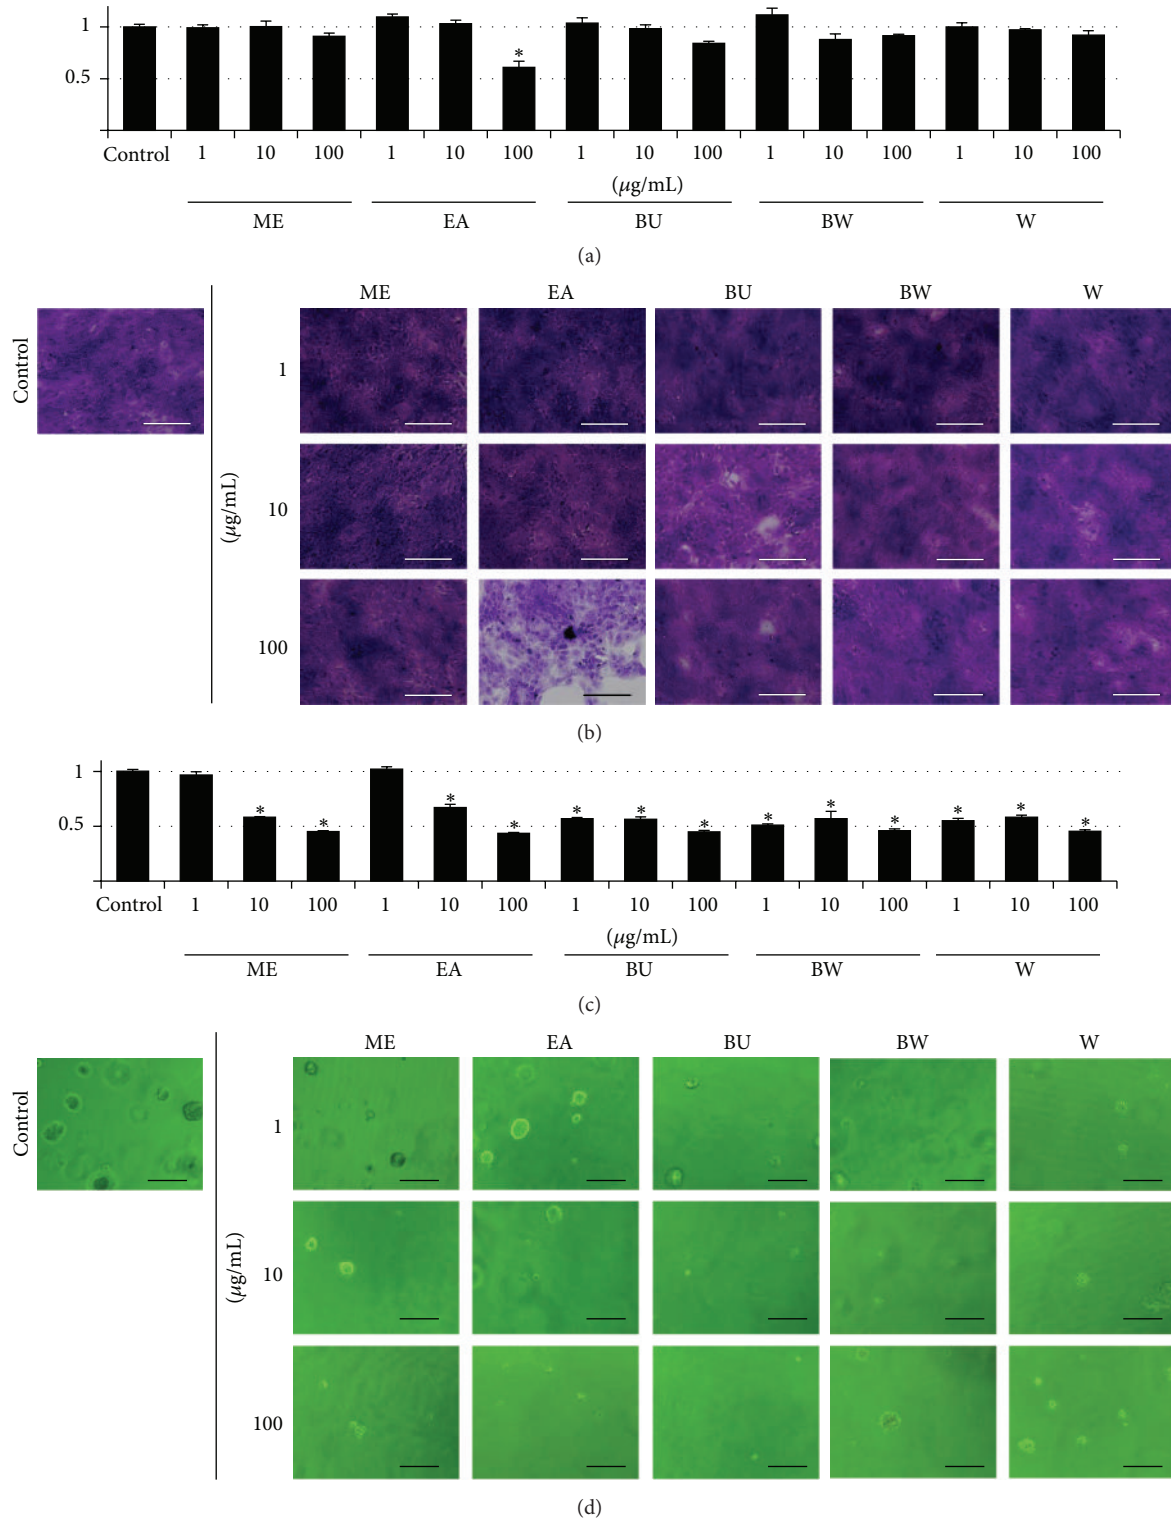 1
0.5
*
Control 1 10 100 1 10 100 1 10 100 1 10 100 1 10 100
(μg/mL)
ME EA BU BW W
(a)
ME EA BU BW W
Control
1
10
(μg/mL)
100
(b)
1
0.5
* * * * * * * * * * * * *
Control 1 10 100 1 10 100 1 10 100 1 10 100 1 10 100
(μg/mL)
ME EA BU BW W
(c)
ME EA BU BW W
Control
1
10
(μg/mL)
100
(d)